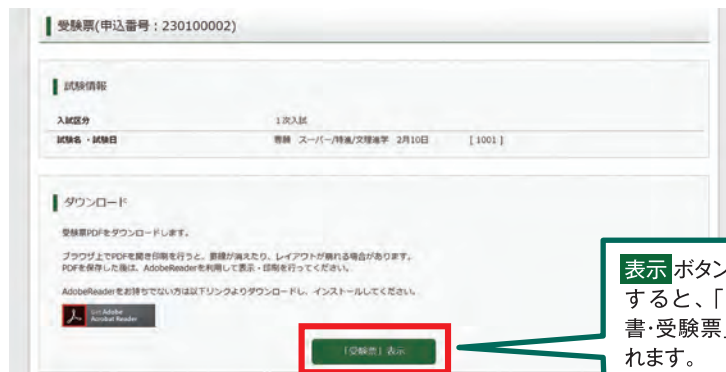 受験票(申込番号：230100002)
試験情報
入試区分 1次入試
試験名・試験日 専願 スーパー/特進/文理進学 2月10日 [ 1001 ]
ダウンロード
受験票PDFをダウンロードします。
ブラウザ上でPDFを開き印刷を行うと、罫線が消えたり、レイアウトが崩れる場合があります。
PDFを保存した後は、AdobeReaderを利用して表示・印刷を行ってください。
AdobeReaderをお持ちでない方は以下リンクよりダウンロードし、インストールしてください。
Get Adobe
Acrobat Reader
「受験票」表示
表示 ボタン
すると、「
書・受験票」
れます。